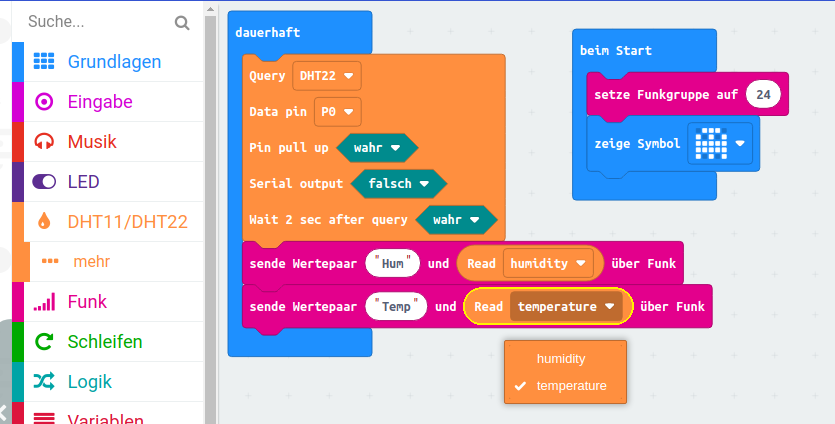 Suche...
Grundlagen
Eingabe
Musik
LED
DHT11/DHT22
mehr
Funk
Schleifen
Logik
Variablen
dauerhaft
Query DHT22
Data pin P0
Pin pull up wahr
Serial output falsch
Wait 2 sec after query wahr
sende Wertepaar "Hum" und Read humidity über Funk
sende Wertepaar "Temp" und Read temperature über Funk
humidity
temperature
beim Start
setze Funkgruppe auf 24
zeige Symbol